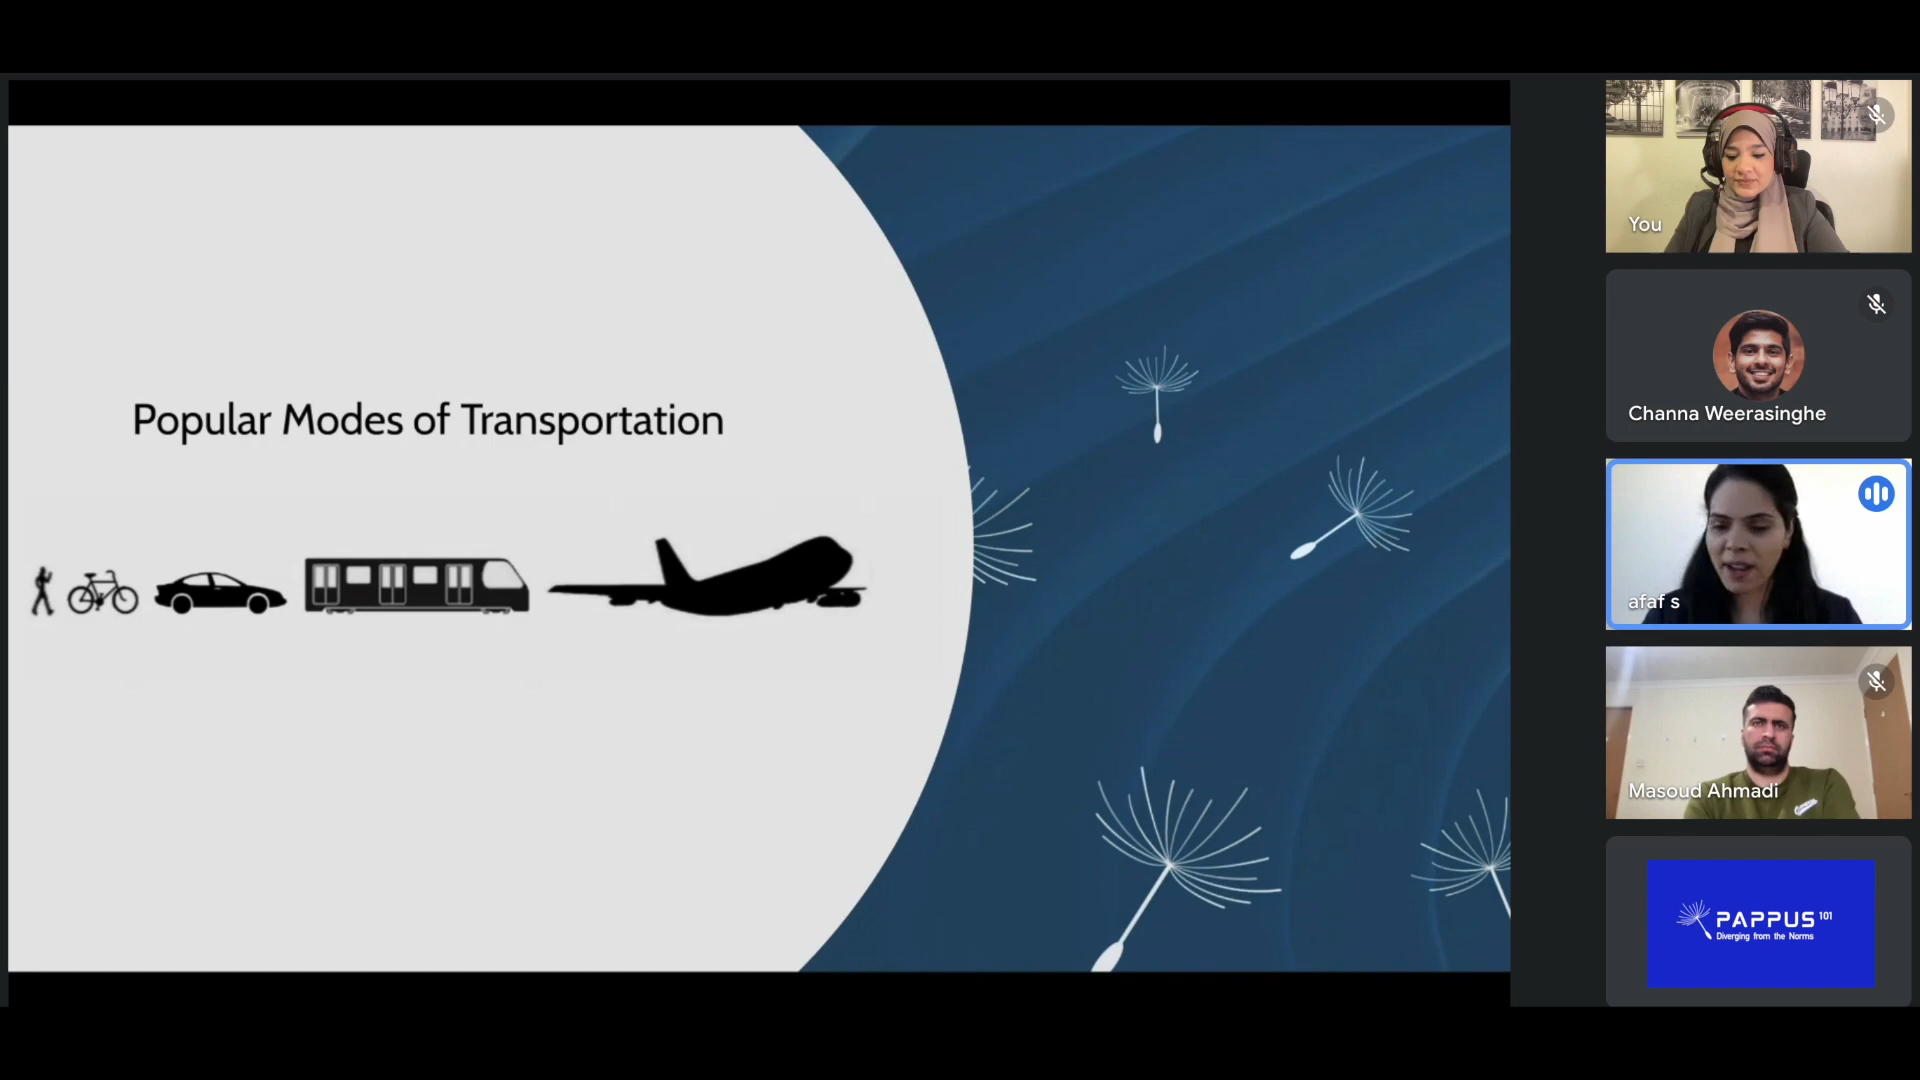 Popular Modes of Transportation
You
Channa Weerasinghe
afaf s
Masoud Ahmadi
PAPPUS 101
Diverging from the Norms